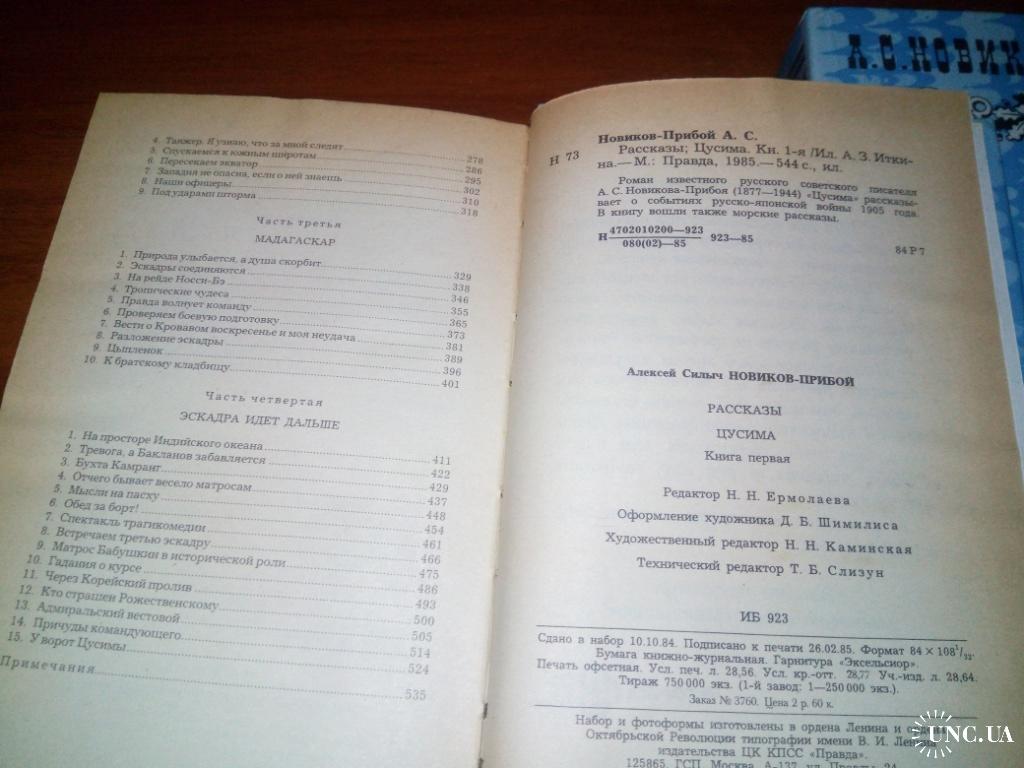 4. Танжер. Я узнаю, что за мной следят 278
5. Спускаемся к южным широтам 286
6. Пересекаем экватор 295
7. Западня не опасна, если о ней знаешь 302
8. Наши офицеры 310
9. Под ударами шторма 318
Часть третья
МАДАГАСКАР
1. Природа улыбается, а душа скорбит 329
2. Эскадры соединяются 338
3. На рейде Носси-Бэ 346
4. Тропические чудеса 355
5. Правда волнует команду 365
6. Проверяем боевую подготовку 373
7. Вести о Кровавом воскресенье и моя неудача 381
8. Разложение эскадры 389
9. Цыпленок 396
10. К братскому кладбищу 401
Часть четвертая
ЭСКАДРА ИДЕТ ДАЛЬШЕ
1. На просторе Индийского океана 411
2. Тревога, а Бакланов забавляется 422
3. Бухта Камранг 429
4. Отчего бывает весело матросам 437
5. Мысли на пасху 448
6. Обед за борт! 454
7. Спектакль трагикомедии 461
8. Встречаем третью эскадру 466
9. Матрос Бабушкин в исторической роли 475
10. Гадания о курсе 486
11. Через Корейский пролив 493
12. Кто страшен Рожественскому 500
13. Адмиральский вестовой 505
14. Причуды командующего 514
15. У ворот Цусимы 524
Примечания 535
Новиков-Прибой А. С.
Н 73 Рассказы; Цусима. Кн. 1-я /Ил. А. З. Итки-
на.— М.: Правда, 1985.— 544 с., ил.
Роман известного русского советского писателя
А. С. Новикова-Прибоя (1877—1944) «Цусима» рассказы-
вает о событиях русско-японской войны 1905 года.
В книгу вошли также морские рассказы.
Н 4702010200—923
080(02)—85 923—85
84 Р 7
Алексей Силыч НОВИКОВ-ПРИБОЙ
РАССКАЗЫ
ЦУСИМА
Книга первая
Редактор Н. Н. Ермолаева
Оформление художника Д. Б. Шимилиса
Художественный редактор Н. Н. Каминская
Технический редактор Т. Б. Слизун
ИБ 923
Сдано в набор 10.10.84. Подписано к печати 26.02.85. Формат 84 × 108¹/₃₂.
Бумага книжно-журнальная. Гарнитура «Эксельсиор».
Печать офсетная. Усл. печ. л. 28,56. Усл. кр.-отт. 28,77 Уч.-изд. л. 28,64.
Тираж 750 000 экз. (1-й завод: 1—250 000 экз.).
Заказ № 3760. Цена 2 р. 60 к.
Набор и фотоформы изготовлены в ордена Ленина и
Октябрьской Революции типографии имени В. И. Ленина
издательства ЦК КПСС «Правда».
125865, ГСП, Москва, А-137, ул. Правды, 24.
А.С.НОВИК
UNC.UA